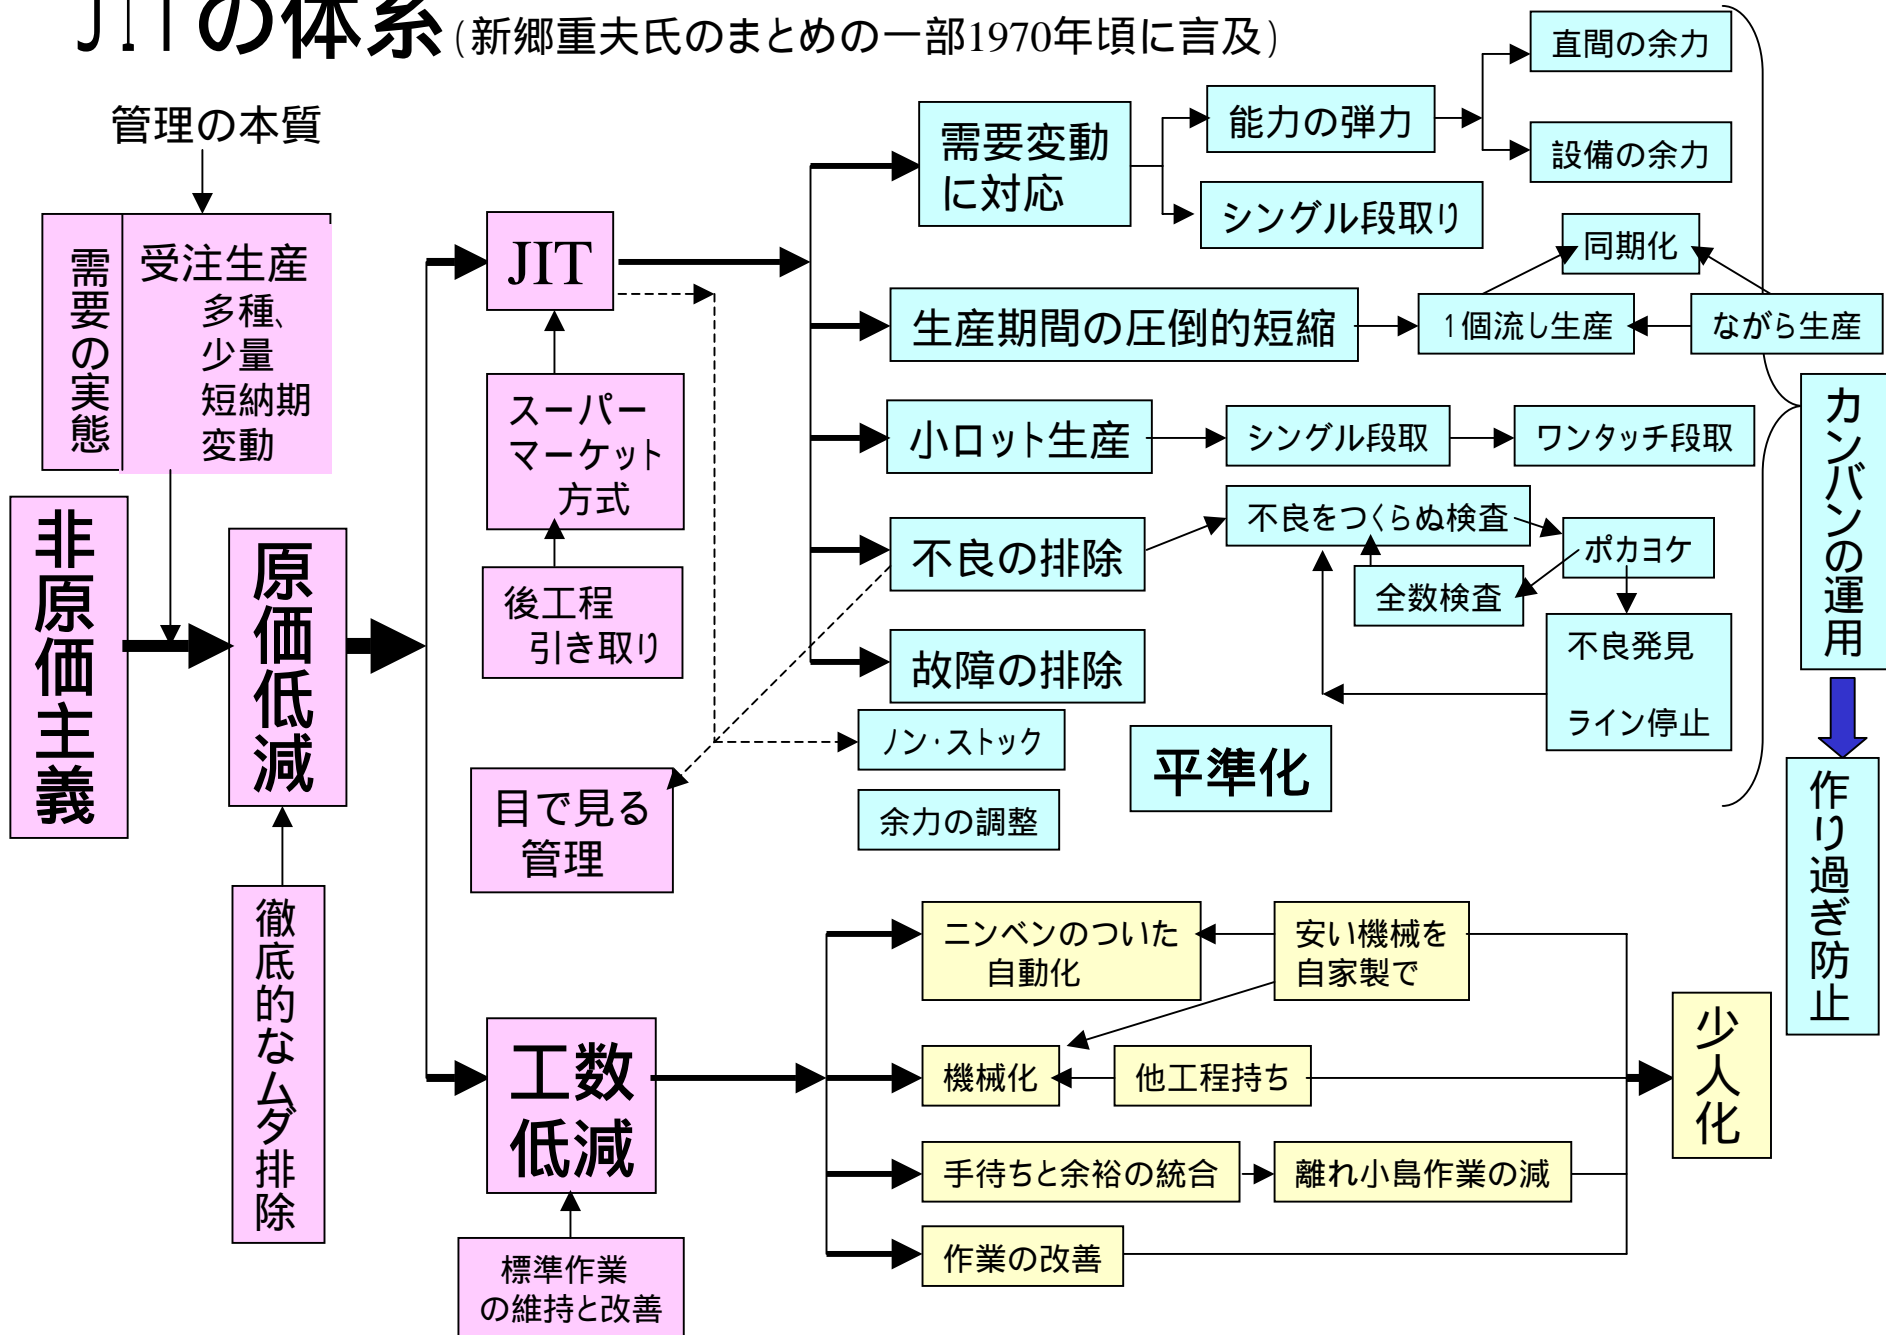 JITの体系(新郷重夫氏のまとめの一部1970年頃に言及)
管理の本質
需要の実態
受注生産
多種、
少量
短納期
変動
非原価主義
原価低減
徹底的なムダ排除
JIT
スーパー
マーケット
方式
後工程
引き取り
目で見る
管理
工数
低減
標準作業
の維持と改善
需要変動
に対応
能力の弾力
直間の余力
設備の余力
シングル段取り
同期化
生産期間の圧倒的短縮
1個流し生産
ながら生産
小ロット生産
シングル段取
ワンタッチ段取
不良の排除
不良をつくらぬ検査
ポカヨケ
全数検査
不良発見
ライン停止
故障の排除
ノン・ストック
余力の調整
平準化
カンバンの運用
作り過ぎ防止
ニンベンのついた
自動化
安い機械を
自家製で
機械化
他工程持ち
手待ちと余裕の統合
離れ小島作業の減
作業の改善
少人化